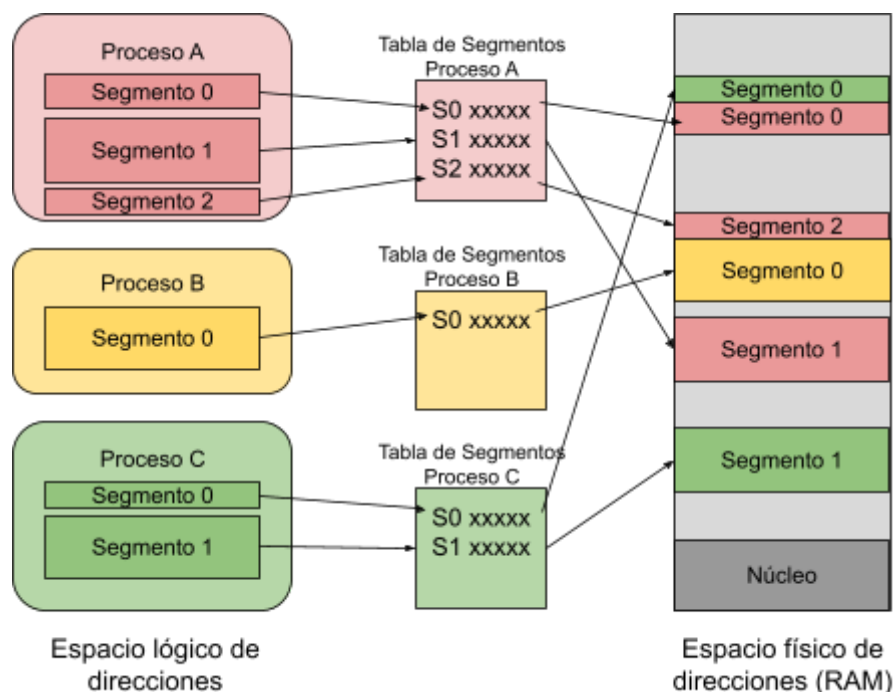 Proceso A
Segmento 0
Segmento 1
Segmento 2
Tabla de Segmentos
Proceso A
S0 xxxxx
S1 xxxxx
S2 xxxxx
Proceso B
Segmento 0
Tabla de Segmentos
Proceso B
S0 xxxxx
Proceso C
Segmento 0
Segmento 1
Tabla de Segmentos
Proceso C
S0 xxxxx
S1 xxxxx
Segmento 0
Segmento 0
Segmento 2
Segmento 0
Segmento 1
Segmento 1
Núcleo
Espacio lógico de
direcciones
Espacio físico de
direcciones (RAM)